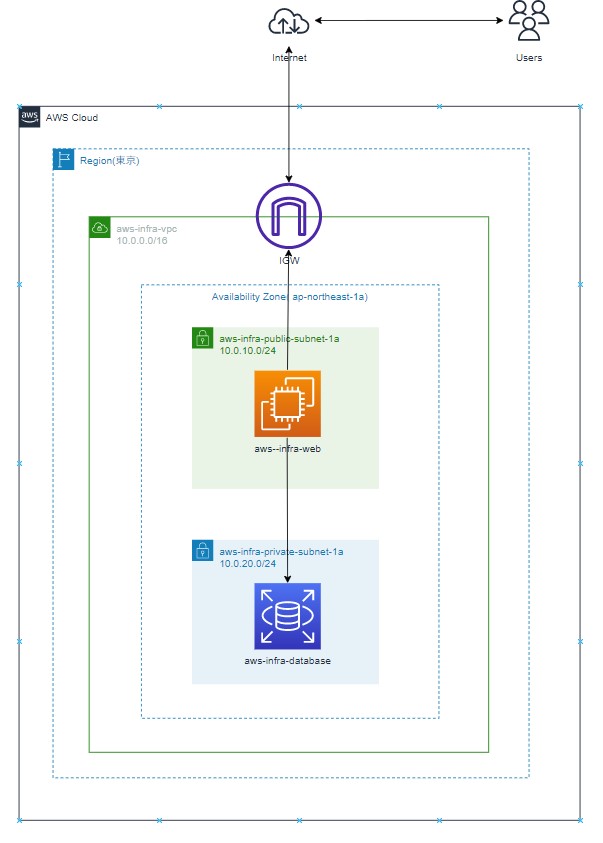 Internet
Users
aws
AWS Cloud
Region(東京)
aws-infra-vpc
10.0.0.0/16
IGW
Availability Zone( ap-northeast-1a)
aws-infra-public-subnet-1a
10.0.10.0/24
aws--infra-web
aws-infra-private-subnet-1a
10.0.20.0/24
aws-infra-database